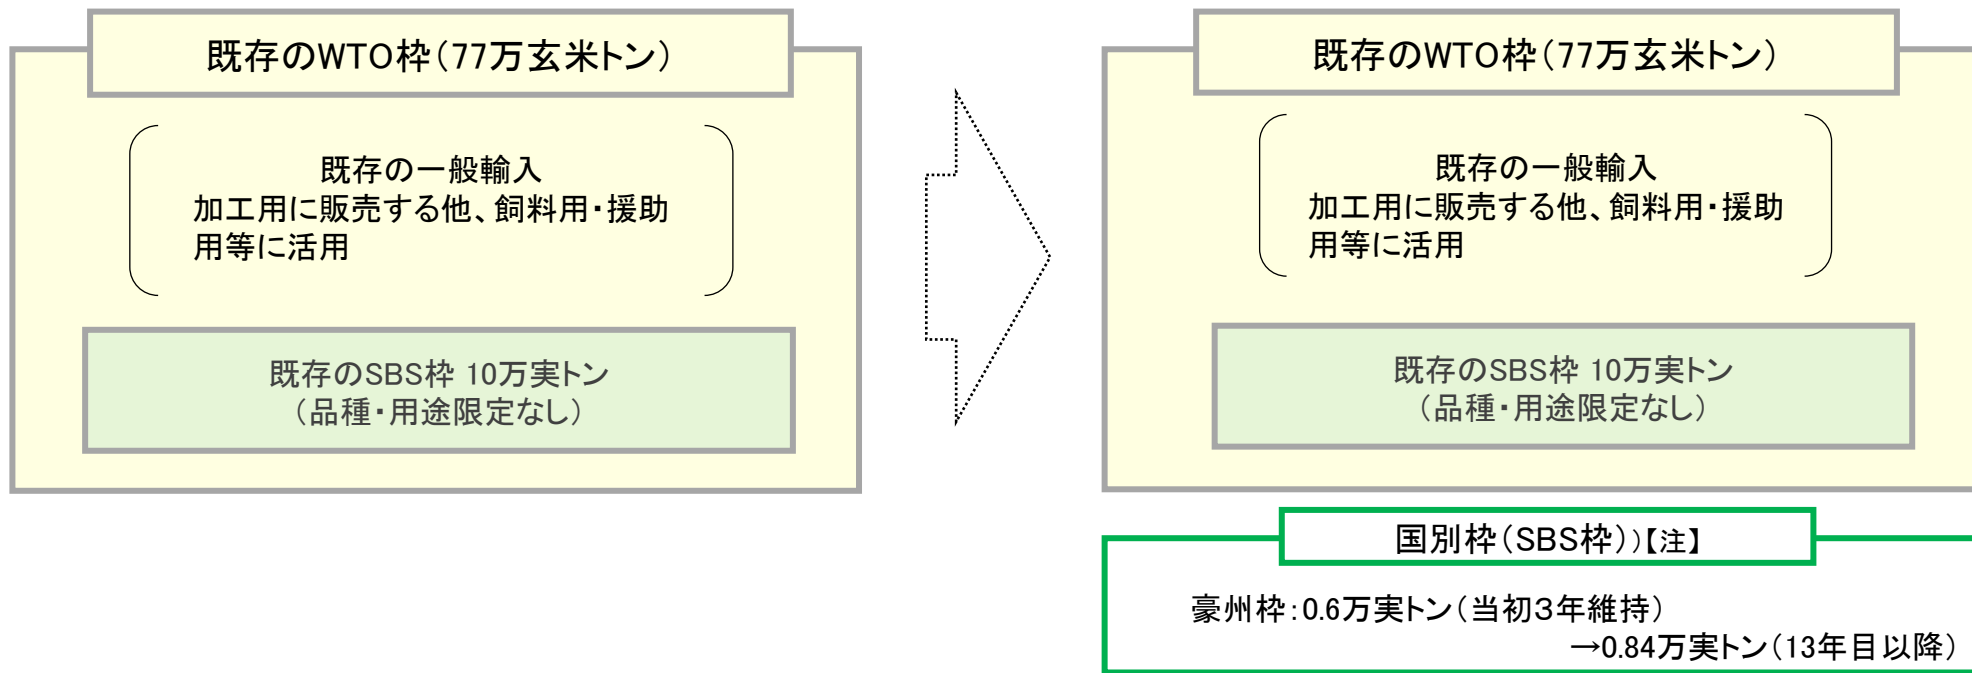 既存のWTO枠（77万玄米トン）
既存の一般輸入
加工用に販売する他、飼料用・援助
用等に活用
既存のSBS枠 10万実トン
（品種・用途限定なし）
既存のWTO枠（77万玄米トン）
既存の一般輸入
加工用に販売する他、飼料用・援助
用等に活用
既存のSBS枠 10万実トン
（品種・用途限定なし）
国別枠（SBS枠））【注】
豪州枠：0.6万実トン（当初３年維持）
→0.84万実トン（13年目以降）